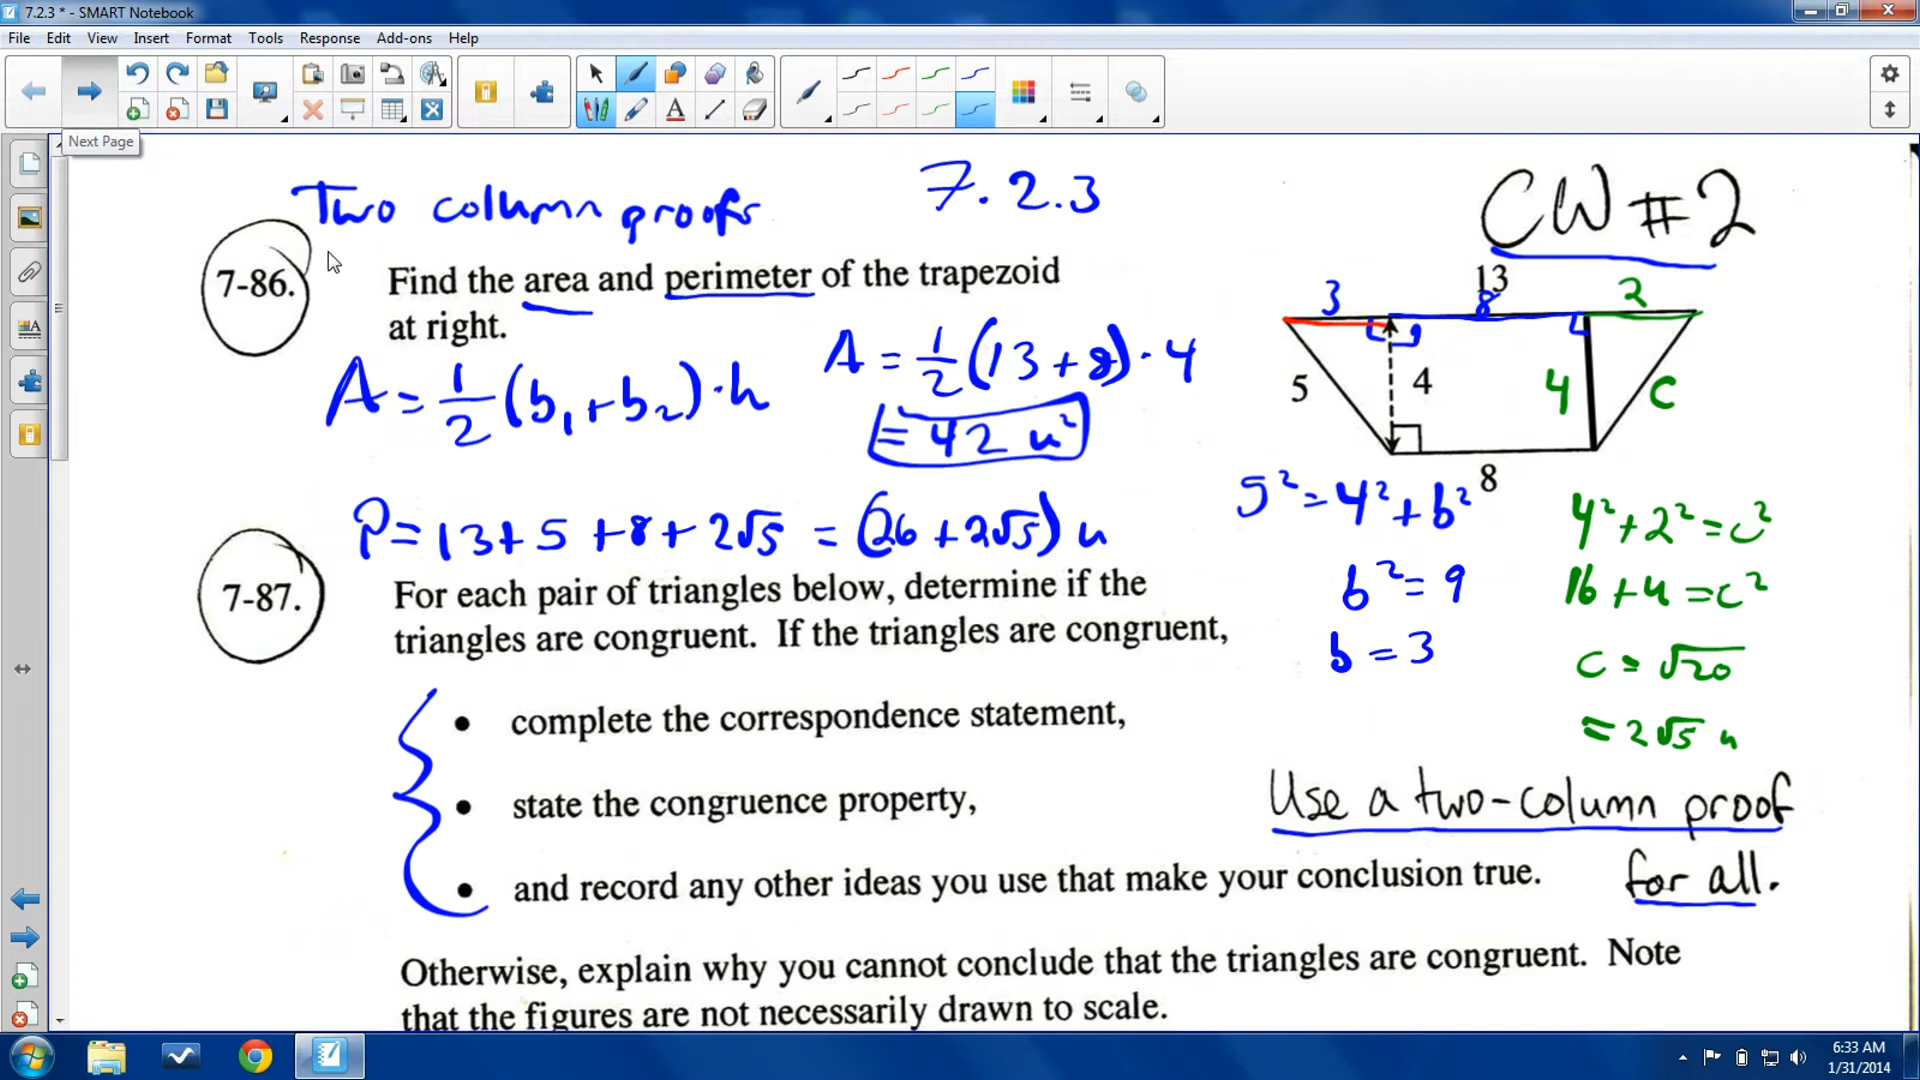 7.2.3 * - SMART Notebook
File Edit View Insert Format Tools Response Add-ons Help
Next Page
Two column proofs
7.2.3
CW #2
7-86.
Find the area and perimeter of the trapezoid
at right.
A = 1/2 (b₁ + b₂) · h
A = 1/2 (13 + 8) · 4
= 42 u²
13
3
8
2
5
4
4
c
8
P = 13 + 5 + 8 + 2√5 = (26 + 2√5) u
5² = 4² + b²
b² = 9
b = 3
4² + 2² = c²
16 + 4 = c²
c = √20
= 2√5 u
7-87.
For each pair of triangles below, determine if the
triangles are congruent. If the triangles are congruent,
• complete the correspondence statement,
• state the congruence property,
• and record any other ideas you use that make your conclusion true.
Use a two-column proof
for all.
Otherwise, explain why you cannot conclude that the triangles are congruent. Note
that the figures are not necessarily drawn to scale.
6:33 AM
1/31/2014